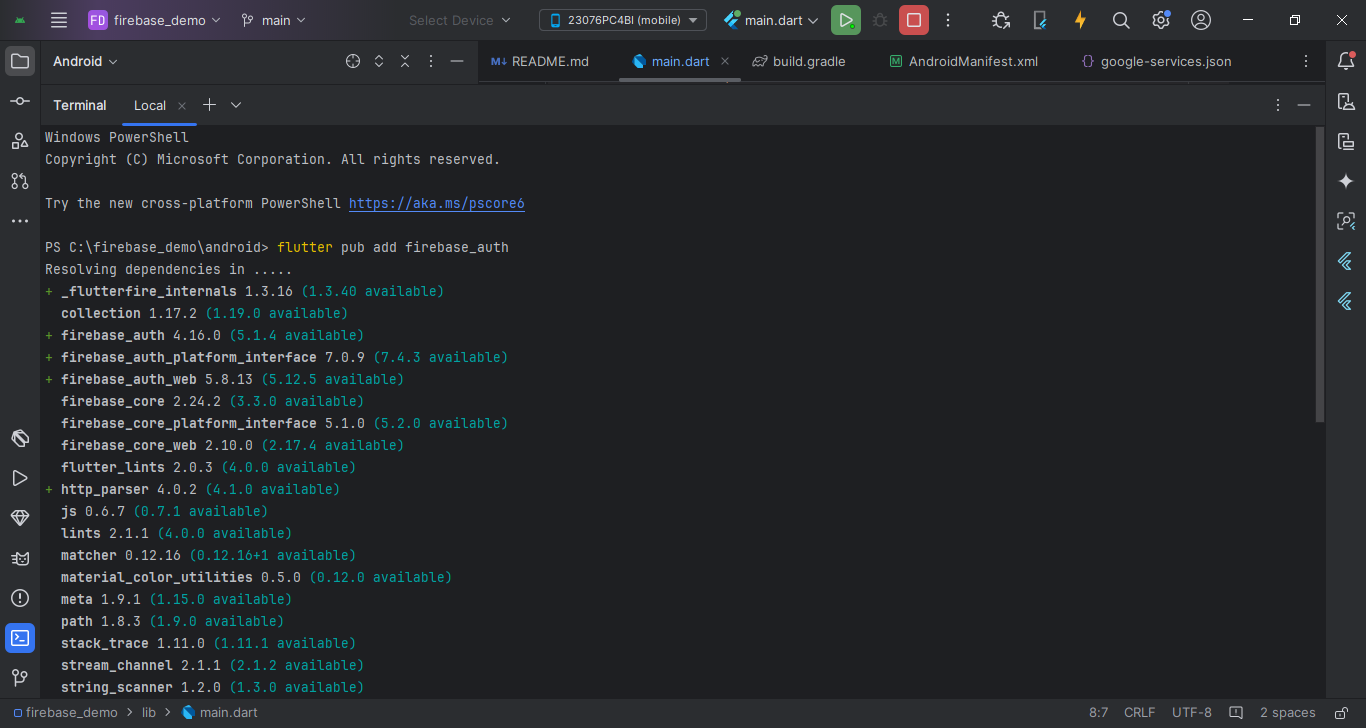 FD firebase_demo main Select Device 23076PC4BI (mobile) main.dart
Android
README.md main.dart build.gradle AndroidManifest.xml google-services.json
Terminal Local
Windows PowerShell
Copyright (C) Microsoft Corporation. All rights reserved.
Try the new cross-platform PowerShell https://aka.ms/pscore6
PS C:\firebase_demo\android> flutter pub add firebase_auth
Resolving dependencies in .....
+ _flutterfire_internals 1.3.16 (1.3.40 available)
collection 1.17.2 (1.19.0 available)
+ firebase_auth 4.16.0 (5.1.4 available)
+ firebase_auth_platform_interface 7.0.9 (7.4.3 available)
+ firebase_auth_web 5.8.13 (5.12.5 available)
firebase_core 2.24.2 (3.3.0 available)
firebase_core_platform_interface 5.1.0 (5.2.0 available)
firebase_core_web 2.10.0 (2.17.4 available)
flutter_lints 2.0.3 (4.0.0 available)
+ http_parser 4.0.2 (4.1.0 available)
js 0.6.7 (0.7.1 available)
lints 2.1.1 (4.0.0 available)
matcher 0.12.16 (0.12.16+1 available)
material_color_utilities 0.5.0 (0.12.0 available)
meta 1.9.1 (1.15.0 available)
path 1.8.3 (1.9.0 available)
stack_trace 1.11.0 (1.11.1 available)
stream_channel 2.1.1 (2.1.2 available)
string_scanner 1.2.0 (1.3.0 available)
firebase_demo > lib > main.dart 8:7 CRLF UTF-8 2 spaces